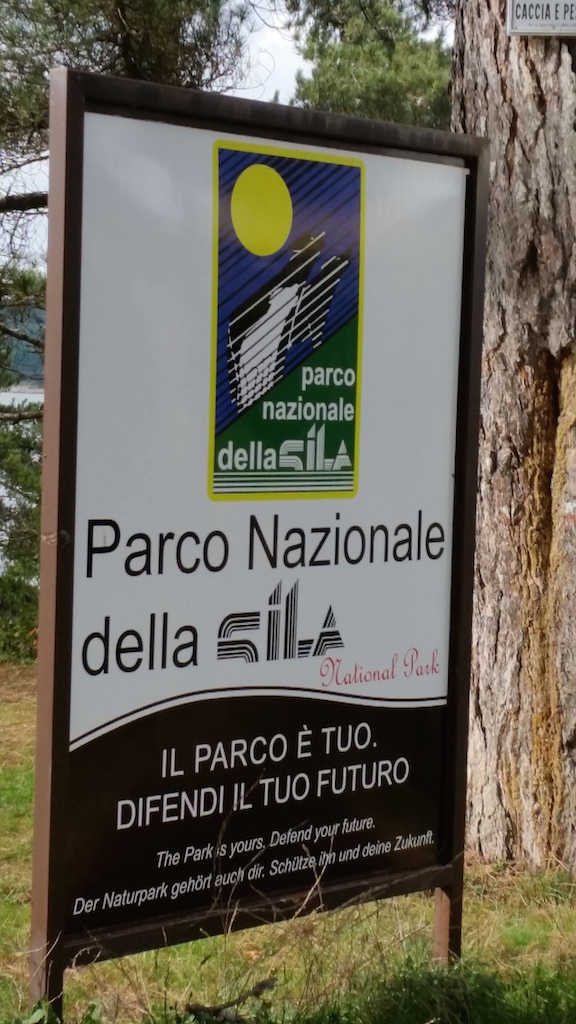 CACCIA E
parco
nazionale
della SILA
Parco Nazionale
della SILA
National Park
IL PARCO È TUO.
DIFENDI IL TUO FUTURO
The Park is yours. Defend your future.
Der Naturpark gehört auch dir. Schütze ihn und deine Zukunft.